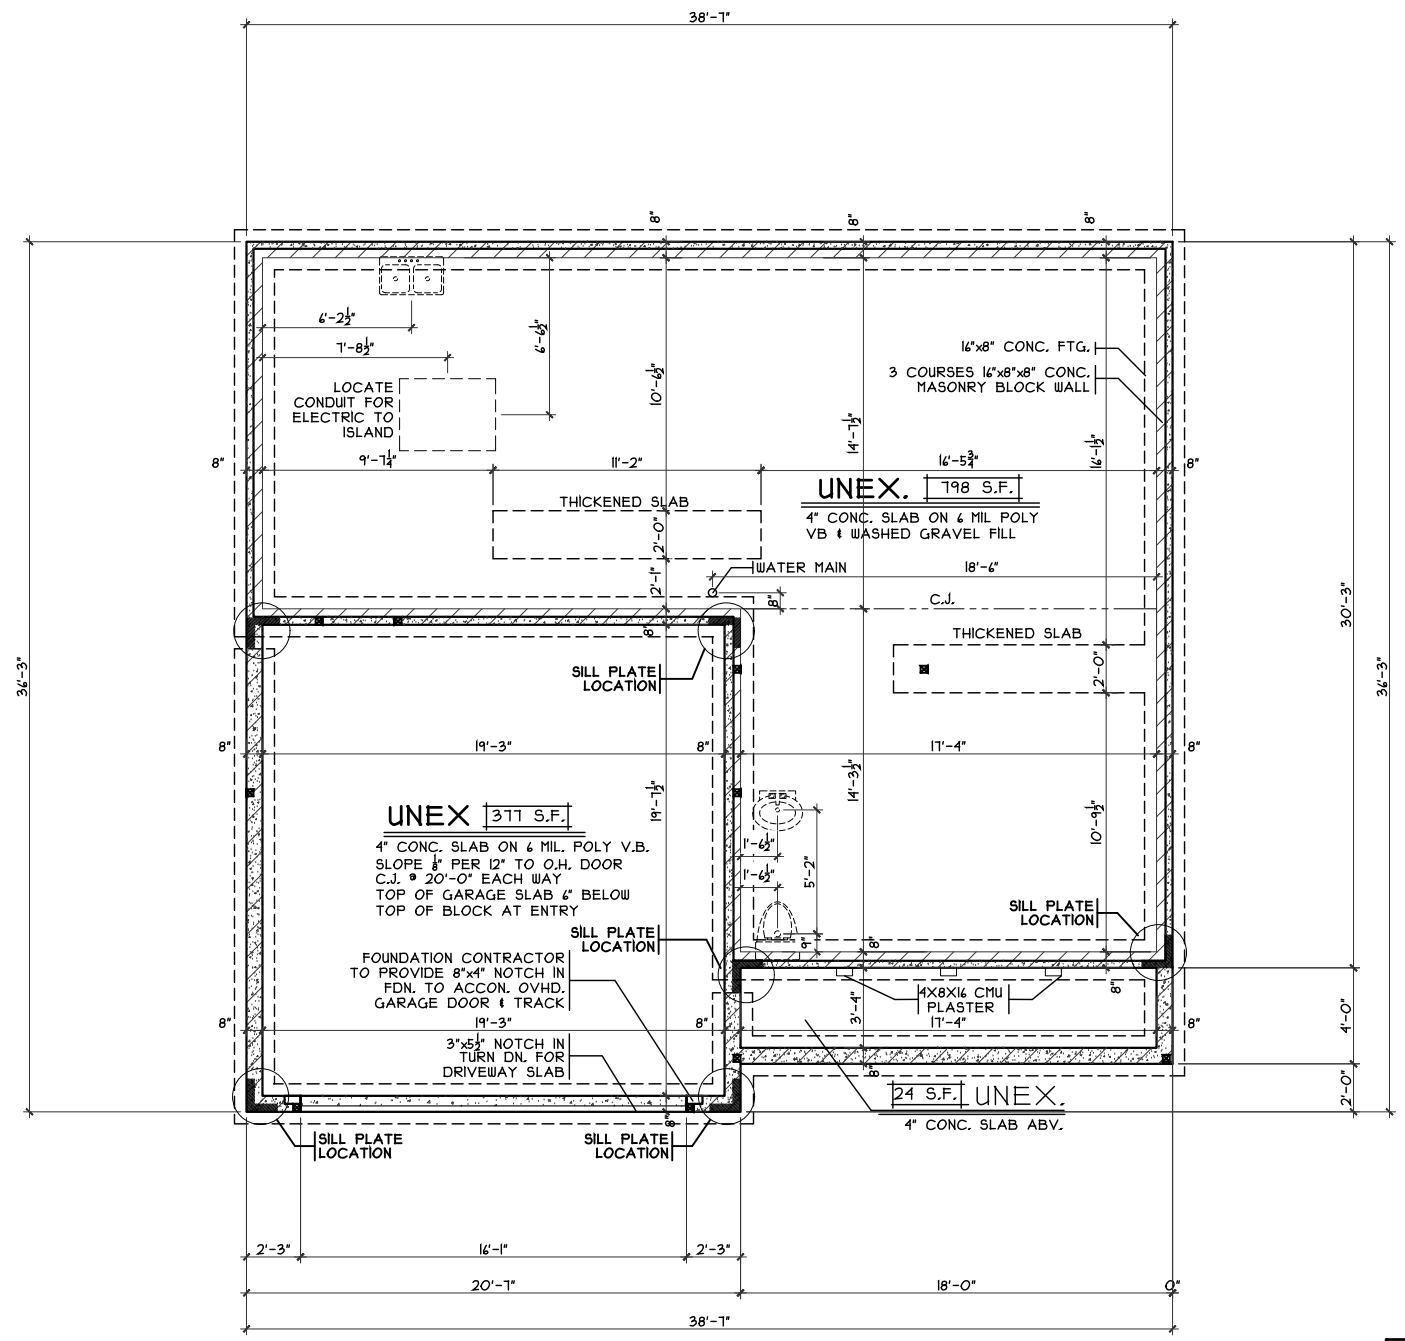 38'-7"
8"
8"
8"
6'-2½"
7'-8½"
6'-6½"
10'-6½"
14'-7½"
16'-1½"
16"x8" CONC. FTG.
3 COURSES 16"x8"x8" CONC.
MASONRY BLOCK WALL
LOCATE
CONDUIT FOR
ELECTRIC TO
ISLAND
8"
9'-7¼"
11'-2"
16'-5¾"
8"
UNEX. 798 S.F.
4" CONC. SLAB ON 6 MIL POLY
VB & WASHED GRAVEL FILL
THICKENED SLAB
2'-0"
WATER MAIN
18'-6"
2'-1"
8"
C.J.
30'-3"
36'-3"
36'-3"
8"
THICKENED SLAB
2'-0"
SILL PLATE
LOCATION
8"
19'-3"
8"
17'-4"
8"
19'-7½"
14'-3½"
10'-9½"
UNEX 377 S.F.
4" CONC. SLAB ON 6 MIL. POLY V.B.
SLOPE ⅛" PER 12" TO O.H. DOOR
C.J. @ 20'-0" EACH WAY
TOP OF GARAGE SLAB 6" BELOW
TOP OF BLOCK AT ENTRY
1'-6½"
1'-6½"
5'-2"
9"
8"
SILL PLATE
LOCATION
SILL PLATE
LOCATION
FOUNDATION CONTRACTOR
TO PROVIDE 8"x4" NOTCH IN
FDN. TO ACCON. OVHD.
GARAGE DOOR & TRACK
8"
4X8X16 CMU
PLASTER
8"
19'-3"
8"
3'-4"
17'-4"
8"
4'-0"
3"x5½" NOTCH IN
TURN DN. FOR
DRIVEWAY SLAB
8"
2'-0"
24 S.F. UNEX.
4" CONC. SLAB ABV.
8"
SILL PLATE
LOCATION
SILL PLATE
LOCATION
2'-3"
16'-1"
2'-3"
20'-7"
18'-0"
0"
38'-7"